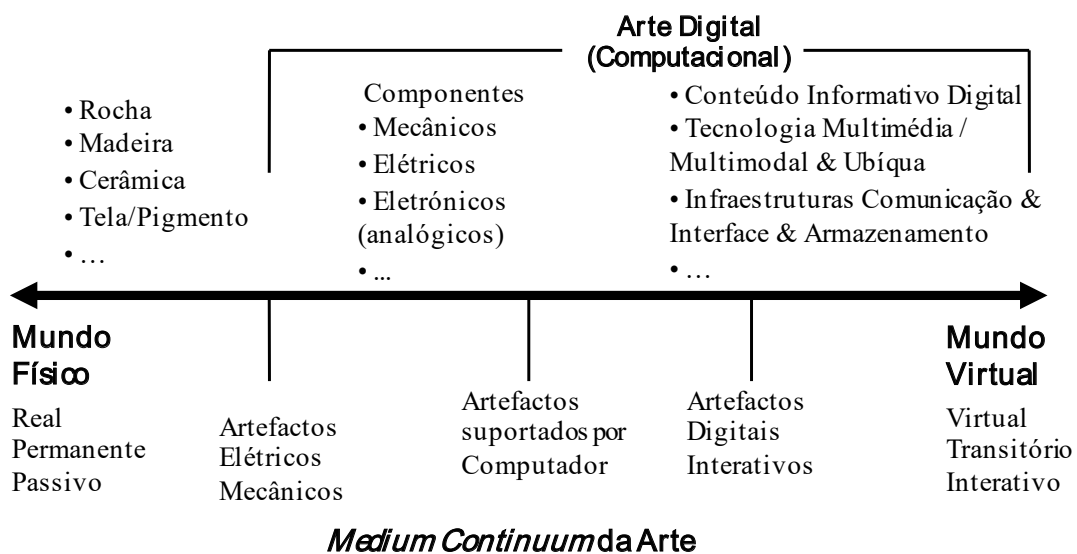 Arte Digital
(Computacional)
• Rocha
• Madeira
• Cerâmica
• Tela/Pigmento
• …
Componentes
• Mecânicos
• Elétricos
• Eletrónicos
(analógicos)
• ...
• Conteúdo Informativo Digital
• Tecnologia Multimédia /
Multimodal & Ubíqua
• Infraestruturas Comunicação &
Interface & Armazenamento
• …
Mundo
Físico
Real
Permanente
Passivo
Artefactos
Elétricos
Mecânicos
Artefactos
suportados por
Computador
Artefactos
Digitais
Interativos
Mundo
Virtual
Virtual
Transitório
Interativo
Medium Continuum da Arte